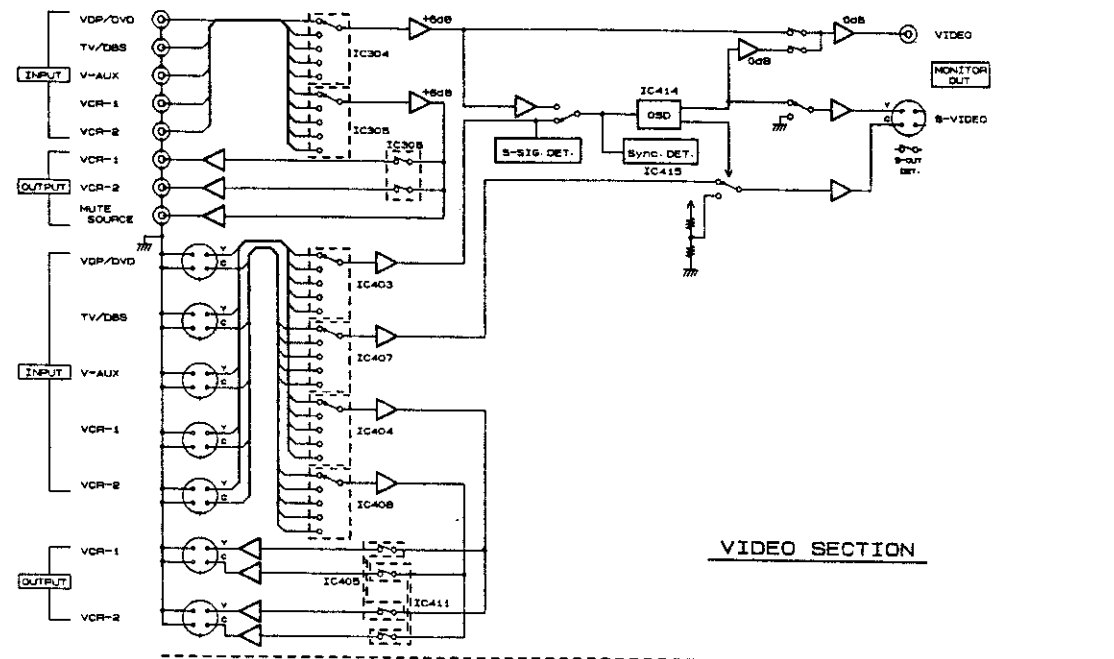 VDP/DVD
TV/DBS
INPUT
V-AUX
VCR-1
VCR-2
VCR-1
OUTPUT
VCR-2
MUTE
SOURCE
IC304
IC305
IC306
+6dB
+6dB
0dB
0dB
VIDEO
MONITOR
OUT
Y
C
S-VIDEO
S-OUT
DET.
IC414
OSD
S-SIG.DET.
Sync.DET.
IC415
VDP/DVD
TV/DBS
INPUT
V-AUX
VCR-1
VCR-2
Y
C
Y
C
Y
C
Y
C
Y
C
IC403
IC407
IC404
IC408
VCR-1
OUTPUT
VCR-2
Y
C
Y
C
IC405
IC411
VIDEO SECTION